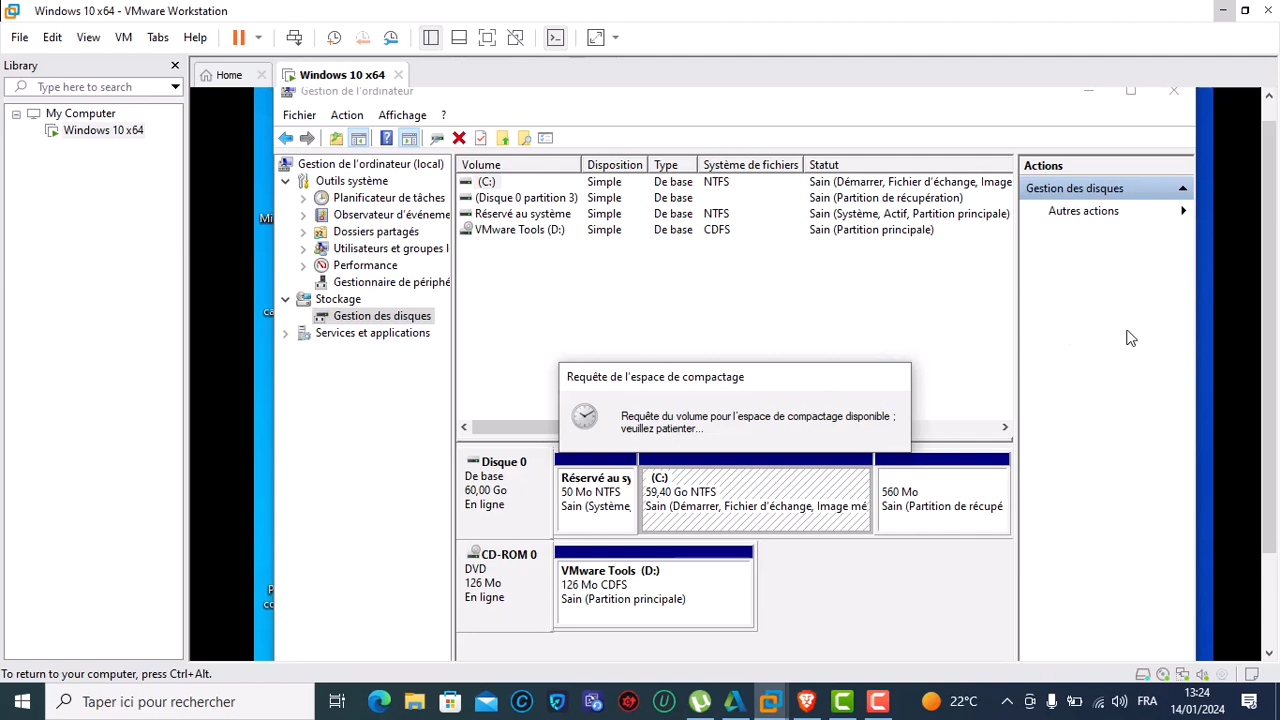 Windows 10 x64 - VMware Workstation
File Edit View VM Tabs Help
Library
Type here to search
My Computer
Windows 10 x64
Home
Windows 10 x64
Gestion de l'ordinateur
Fichier Action Affichage ?
Gestion de l'ordinateur (local)
Outils système
Planificateur de tâches
Observateur d'événeme
Dossiers partagés
Utilisateurs et groupes l
Performance
Gestionnaire de périphé
Stockage
Gestion des disques
Services et applications
Volume Disposition Type Système de fichiers Statut
(C:) Simple De base NTFS Sain (Démarrer, Fichier d'échange, Image
(Disque 0 partition 3) Simple De base Sain (Partition de récupération)
Réservé au système Simple De base NTFS Sain (Système, Actif, Partition principale)
VMware Tools (D:) Simple De base CDFS Sain (Partition principale)
Actions
Gestion des disques
Autres actions
Requête de l'espace de compactage
Requête du volume pour l'espace de compactage disponible ;
veuillez patienter...
Disque 0
De base
60,00 Go
En ligne
Réservé au sy
50 Mo NTFS
Sain (Système,
(C:)
59,40 Go NTFS
Sain (Démarrer, Fichier d'échange, Image mé
560 Mo
Sain (Partition de récupé
CD-ROM 0
DVD
126 Mo
En ligne
VMware Tools (D:)
126 Mo CDFS
Sain (Partition principale)
To return to your computer, press Ctrl+Alt.
Taper ici pour rechercher
22°C
FRA
13:24
14/01/2024